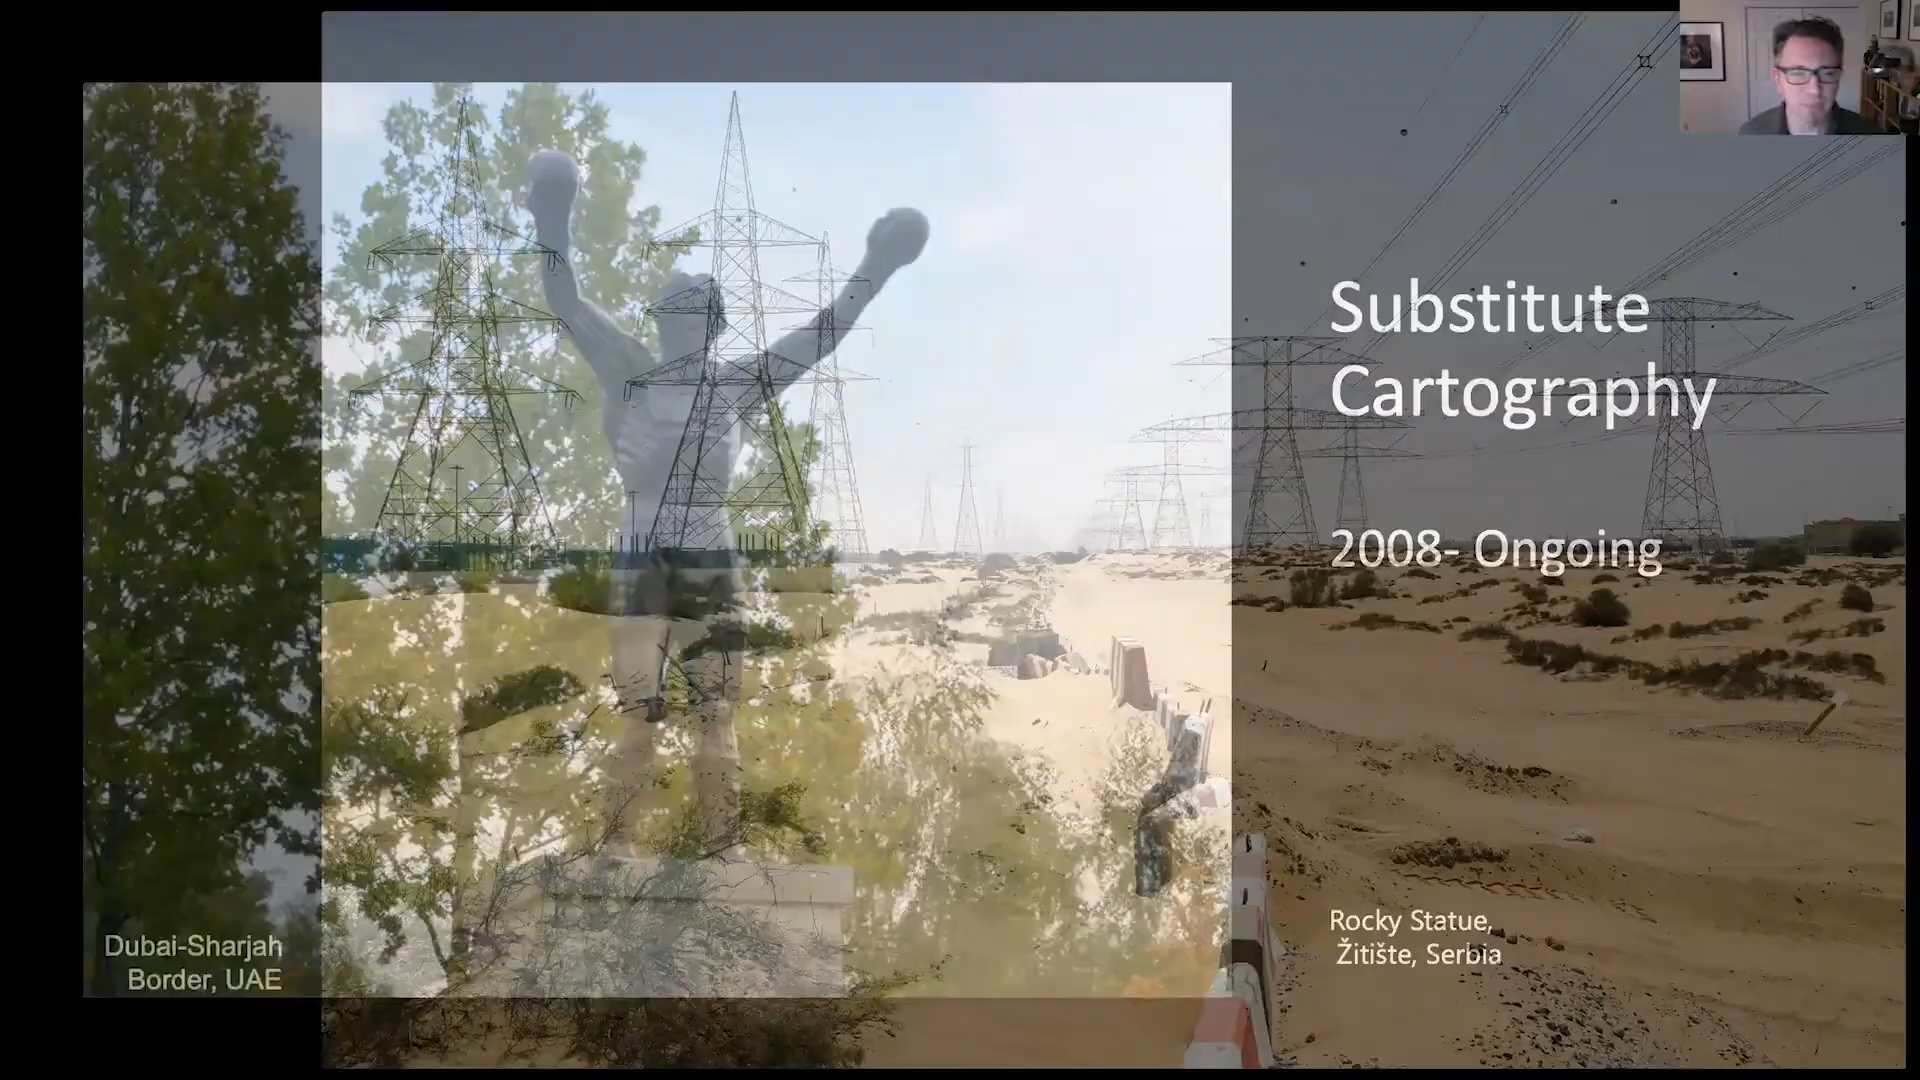 Substitute
Cartography
2008- Ongoing
Rocky Statue,
Žitište, Serbia
Dubai-Sharjah
Border, UAE